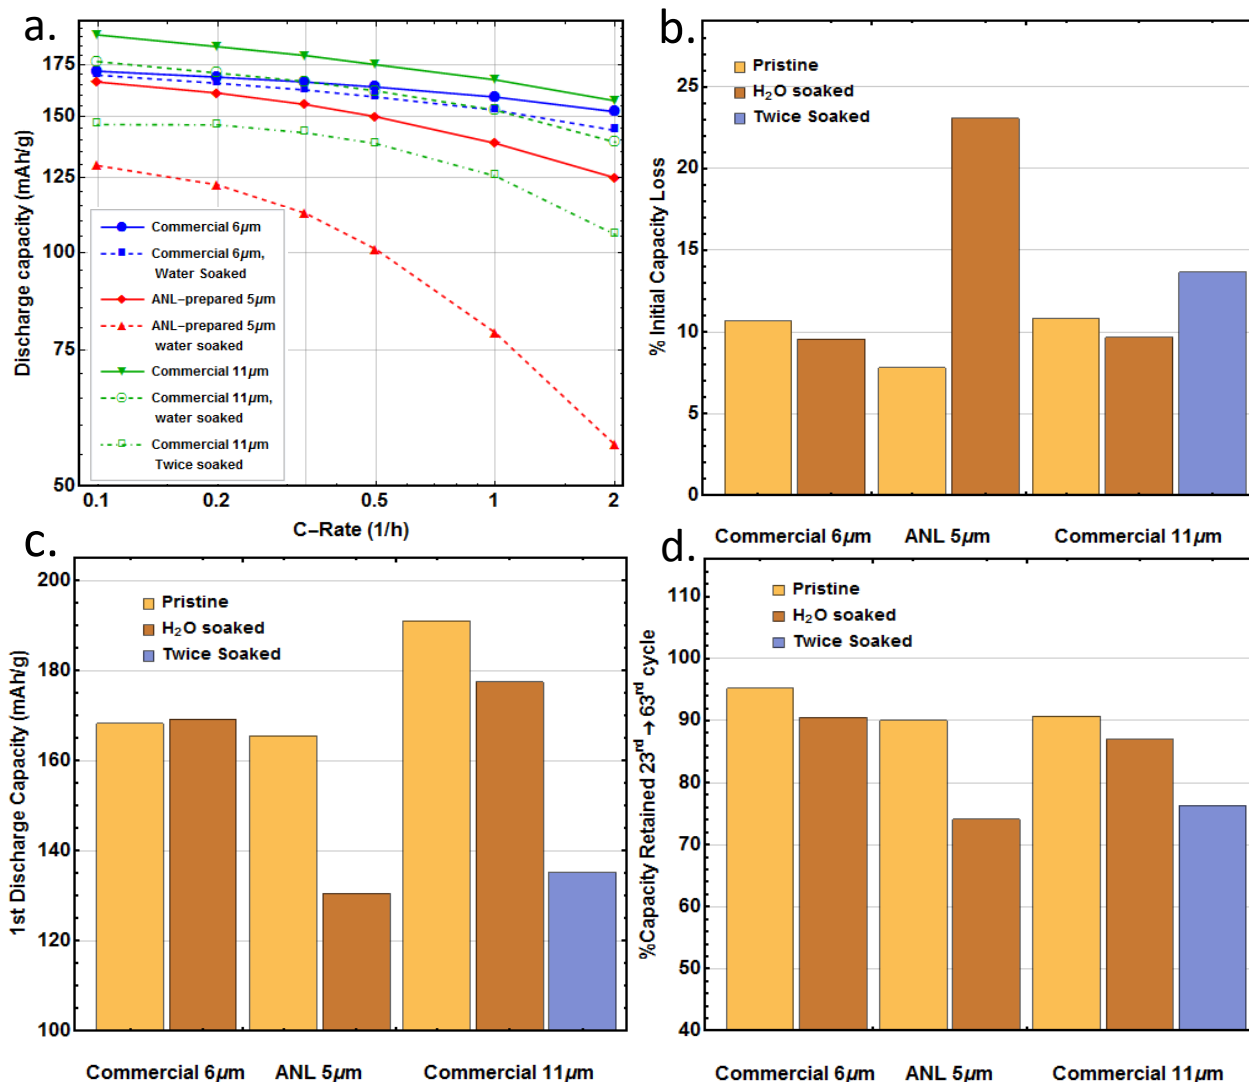 a.
Discharge capacity (mAh/g)
175
150
125
100
75
50
Commercial 6μm
Commercial 6μm,
Water Soaked
ANL−prepared 5μm
ANL−prepared 5μm
water soaked
Commercial 11μm
Commercial 11μm,
water soaked
Commercial 11μm
Twice soaked
0.1 0.2 0.5 1 2
C−Rate (1/h)
b.
% Initial Capacity Loss
25
20
15
10
5
0
Pristine
H₂O soaked
Twice Soaked
Commercial 6μm ANL 5μm Commercial 11μm
c.
1st Discharge Capacity (mAh/g)
200
180
160
140
120
100
Pristine
H₂O soaked
Twice Soaked
Commercial 6μm ANL 5μm Commercial 11μm
d.
%Capacity Retained 23ʳᵈ → 63ʳᵈ cycle
110
100
90
80
70
60
50
40
Pristine
H₂O soaked
Twice Soaked
Commercial 6μm ANL 5μm Commercial 11μm